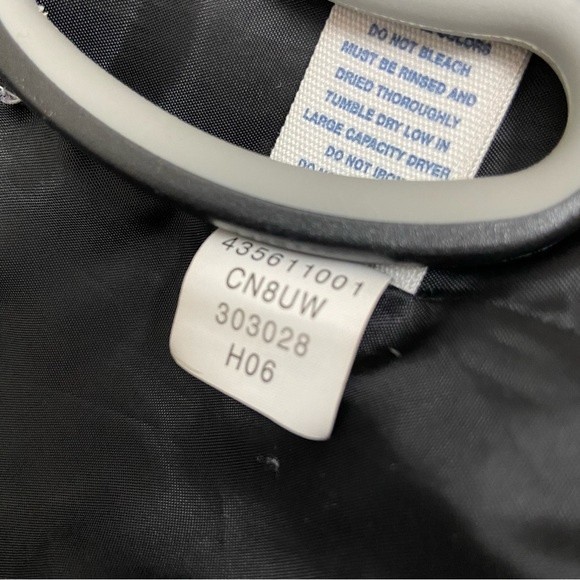 COLORS
DO NOT BLEACH
MUST BE RINSED AND
DRIED THOROUGHLY
TUMBLE DRY LOW IN
LARGE CAPACITY DRYER
DO NOT IRON
435611001
CN8UW
303028
H06